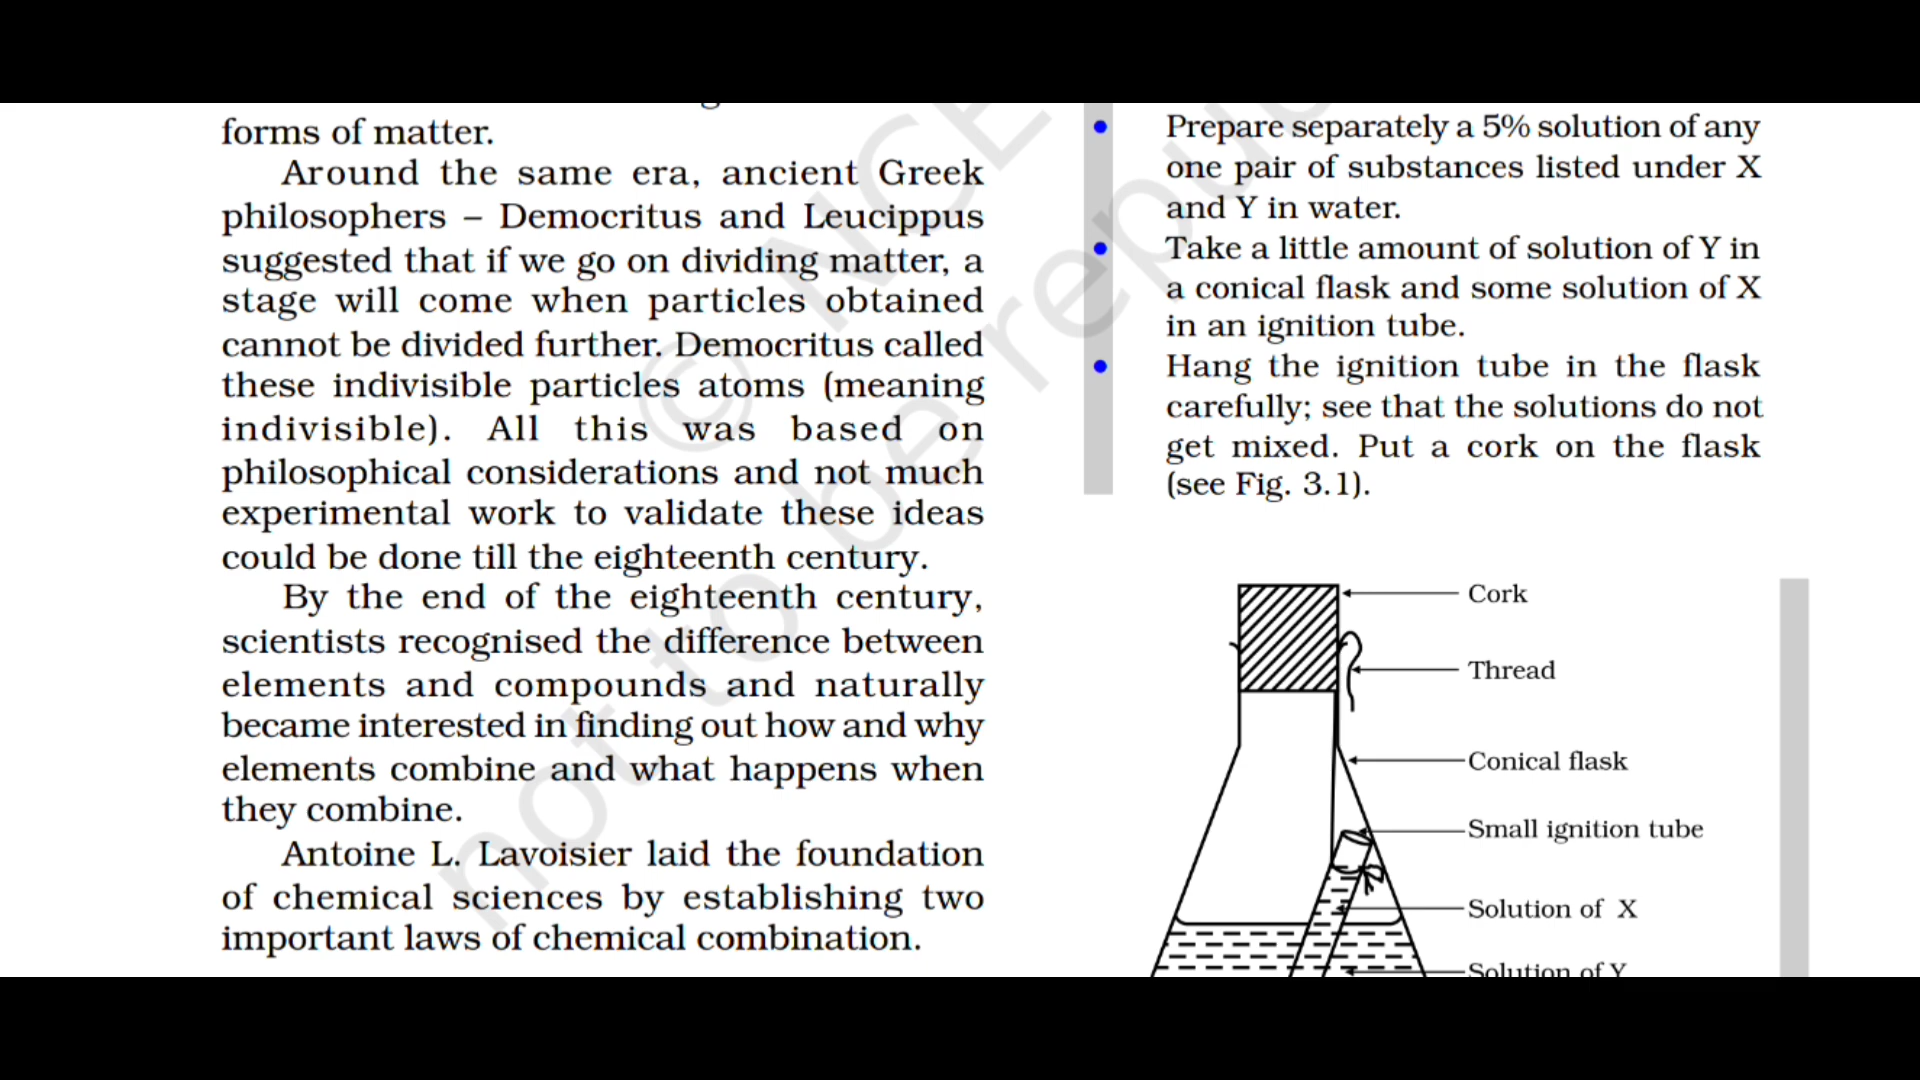 forms of matter.
Around the same era, ancient Greek
philosophers – Democritus and Leucippus
suggested that if we go on dividing matter, a
stage will come when particles obtained
cannot be divided further. Democritus called
these indivisible particles atoms (meaning
indivisible). All this was based on
philosophical considerations and not much
experimental work to validate these ideas
could be done till the eighteenth century.
By the end of the eighteenth century,
scientists recognised the difference between
elements and compounds and naturally
became interested in finding out how and why
elements combine and what happens when
they combine.
Antoine L. Lavoisier laid the foundation
of chemical sciences by establishing two
important laws of chemical combination.
• Prepare separately a 5% solution of any
one pair of substances listed under X
and Y in water.
• Take a little amount of solution of Y in
a conical flask and some solution of X
in an ignition tube.
• Hang the ignition tube in the flask
carefully; see that the solutions do not
get mixed. Put a cork on the flask
(see Fig. 3.1).
Cork
Thread
Conical flask
Small ignition tube
Solution of X
Solution of Y
© NCE
not to be repu